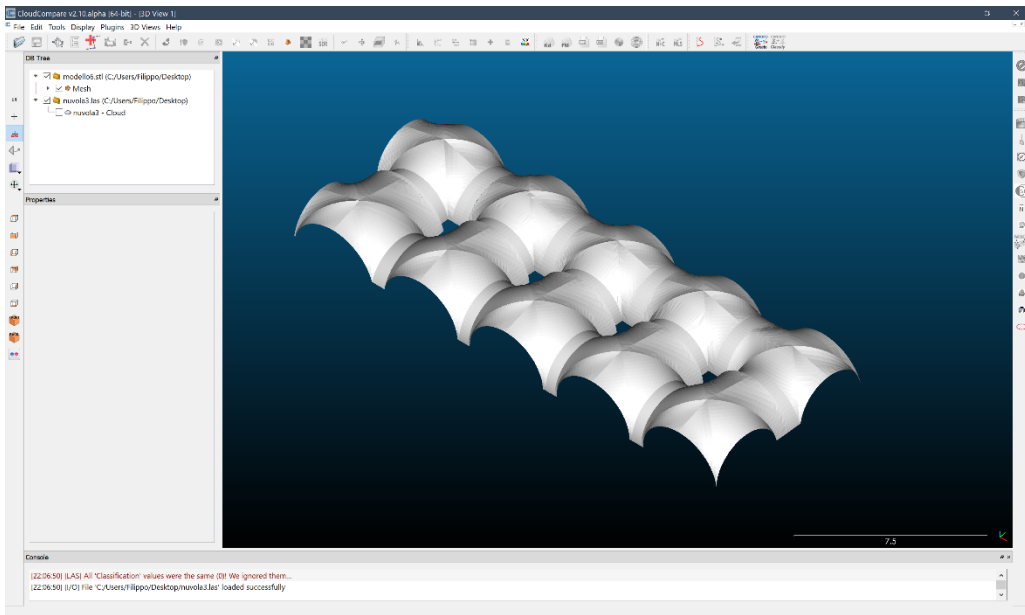 CloudCompare v2.10.alpha [64-bit] - [3D View 1]
File Edit Tools Display Plugins 3D Views Help
DB Tree
modello6.stl (C:/Users/Filippo/Desktop)
Mesh
nuvola3.las (C:/Users/Filippo/Desktop)
nuvola3 - Cloud
Properties
7.5
Console
[22:06:50] [LAS] All 'Classification' values were the same (0)! We ignored them...
[22:06:50] [I/O] File 'C:/Users/Filippo/Desktop/nuvola3.las' loaded successfully